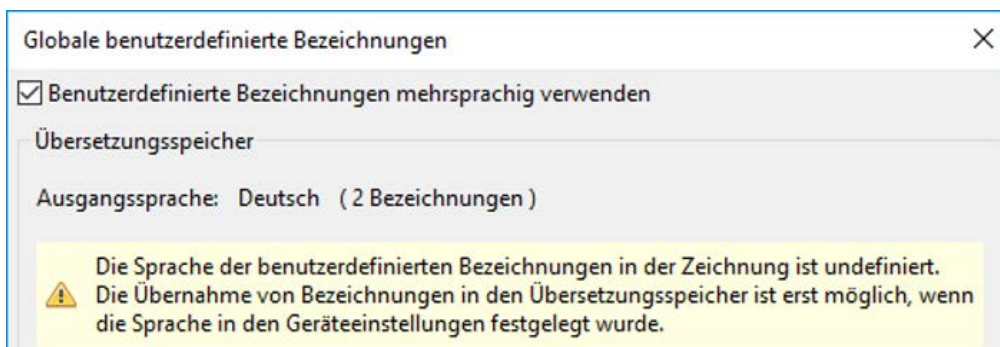 Globale benutzerdefinierte Bezeichnungen
Benutzerdefinierte Bezeichnungen mehrsprachig verwenden
Übersetzungsspeicher
Ausgangssprache: Deutsch ( 2 Bezeichnungen )
Die Sprache der benutzerdefinierten Bezeichnungen in der Zeichnung ist undefiniert.
Die Übernahme von Bezeichnungen in den Übersetzungsspeicher ist erst möglich, wenn
die Sprache in den Geräteeinstellungen festgelegt wurde.